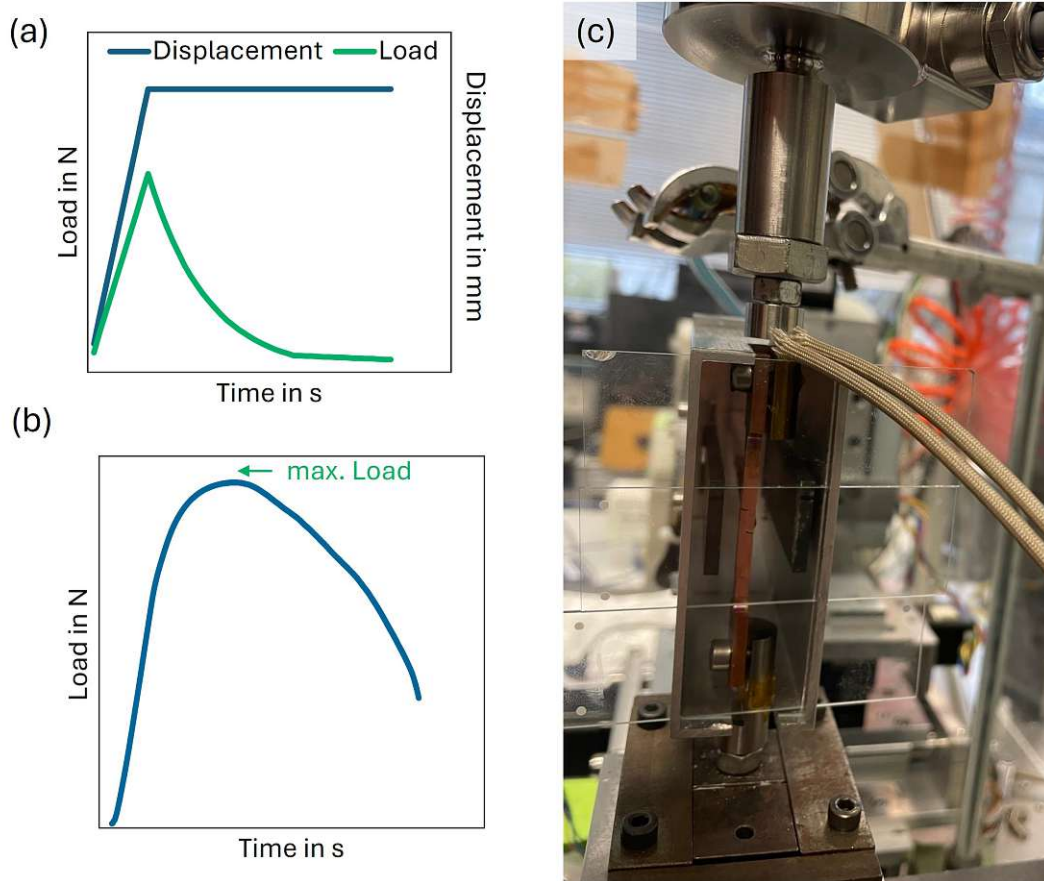 (a)
Displacement Load
Load in N
Displacement in mm
Time in s
(b)
max. Load
Load in N
Time in s
(c)